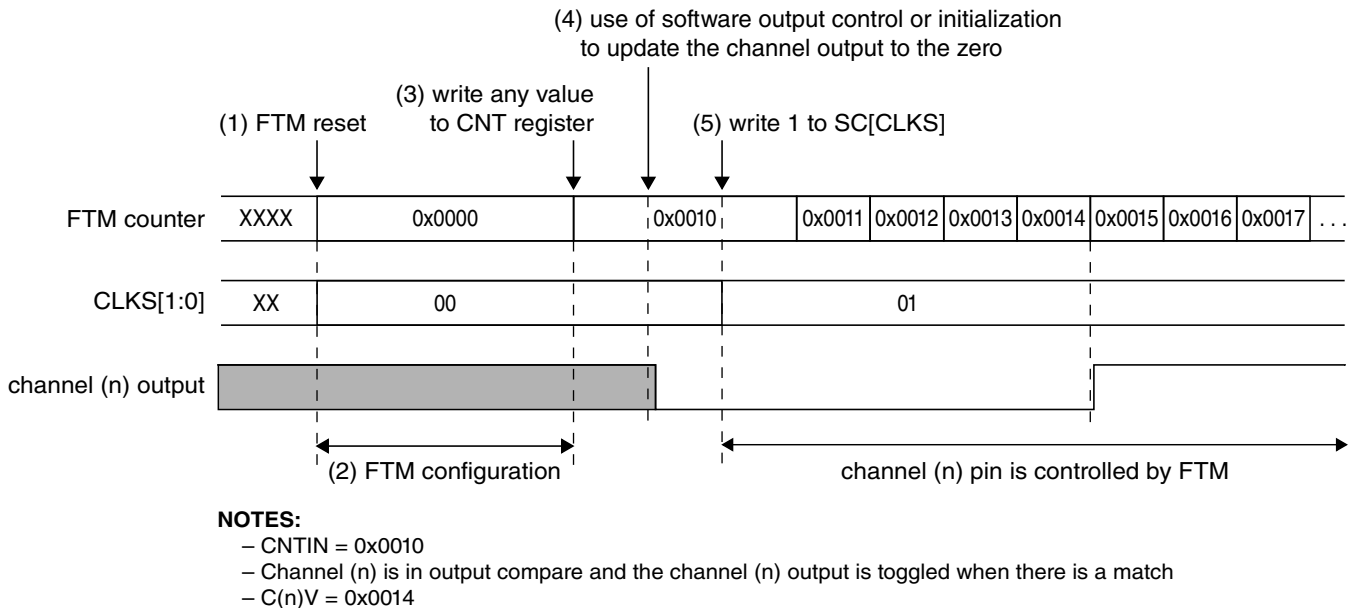 (4) use of software output control or initialization
to update the channel output to the zero
(3) write any value
to CNT register
(1) FTM reset
(5) write 1 to SC[CLKS]
FTM counter XXXX 0x0000 0x0010 0x0011 0x0012 0x0013 0x0014 0x0015 0x0016 0x0017 . . .
CLKS[1:0] XX 00 01
channel (n) output
(2) FTM configuration
channel (n) pin is controlled by FTM
NOTES:
– CNTIN = 0x0010
– Channel (n) is in output compare and the channel (n) output is toggled when there is a match
– C(n)V = 0x0014